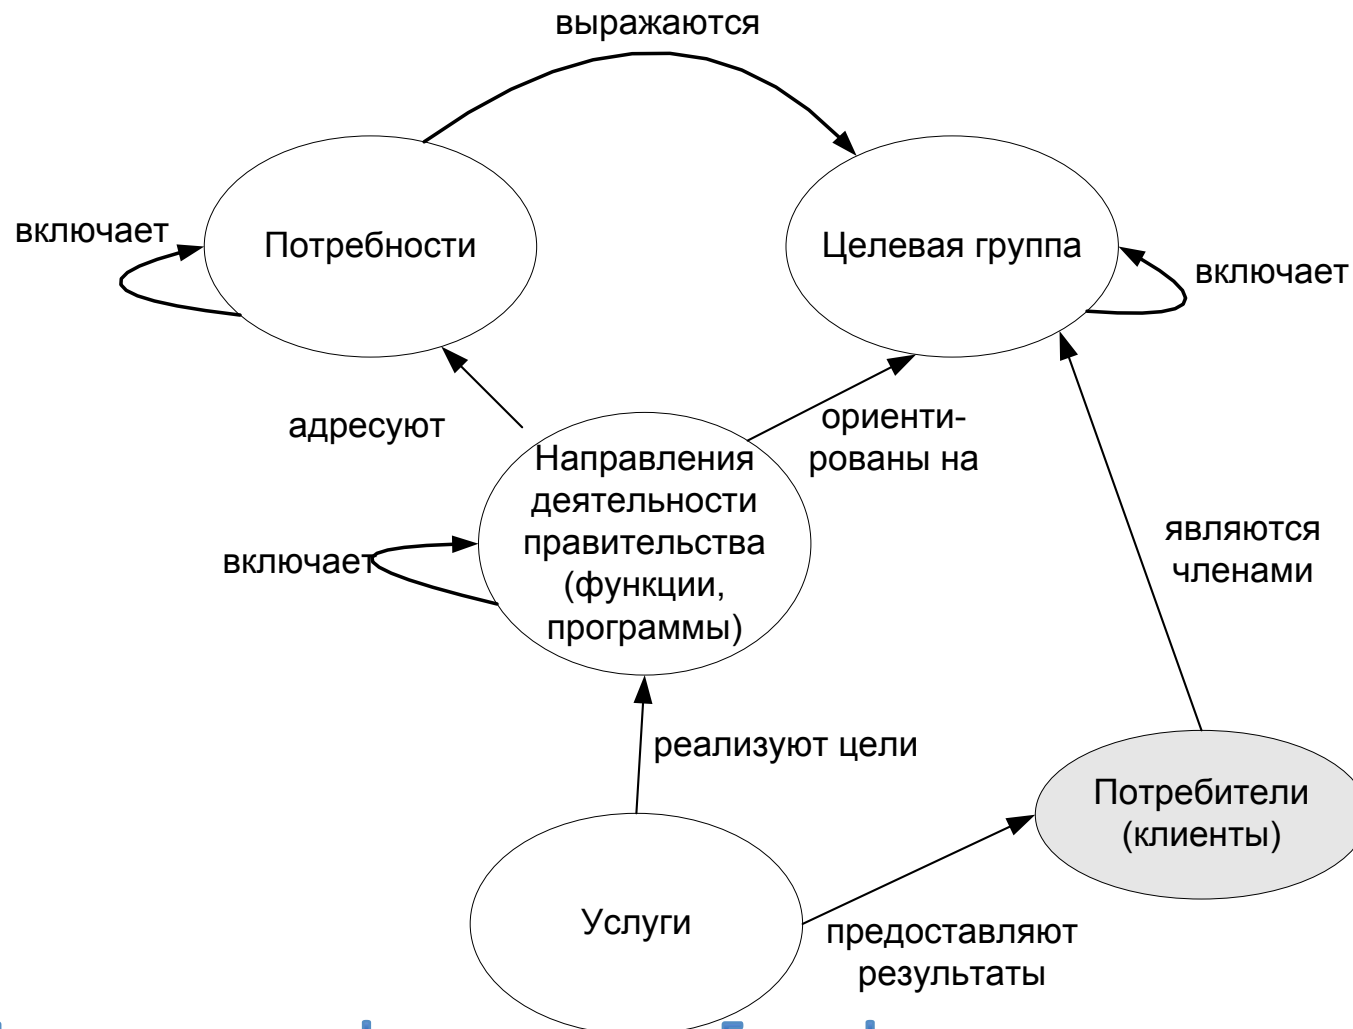 выражаются
включает
Потребности
Целевая группа
включает
адресуют
ориенти-
рованы на
Направления
деятельности
правительства
(функции,
программы)
включает
являются
членами
реализуют цели
Потребители
(клиенты)
Услуги
предоставляют
результаты